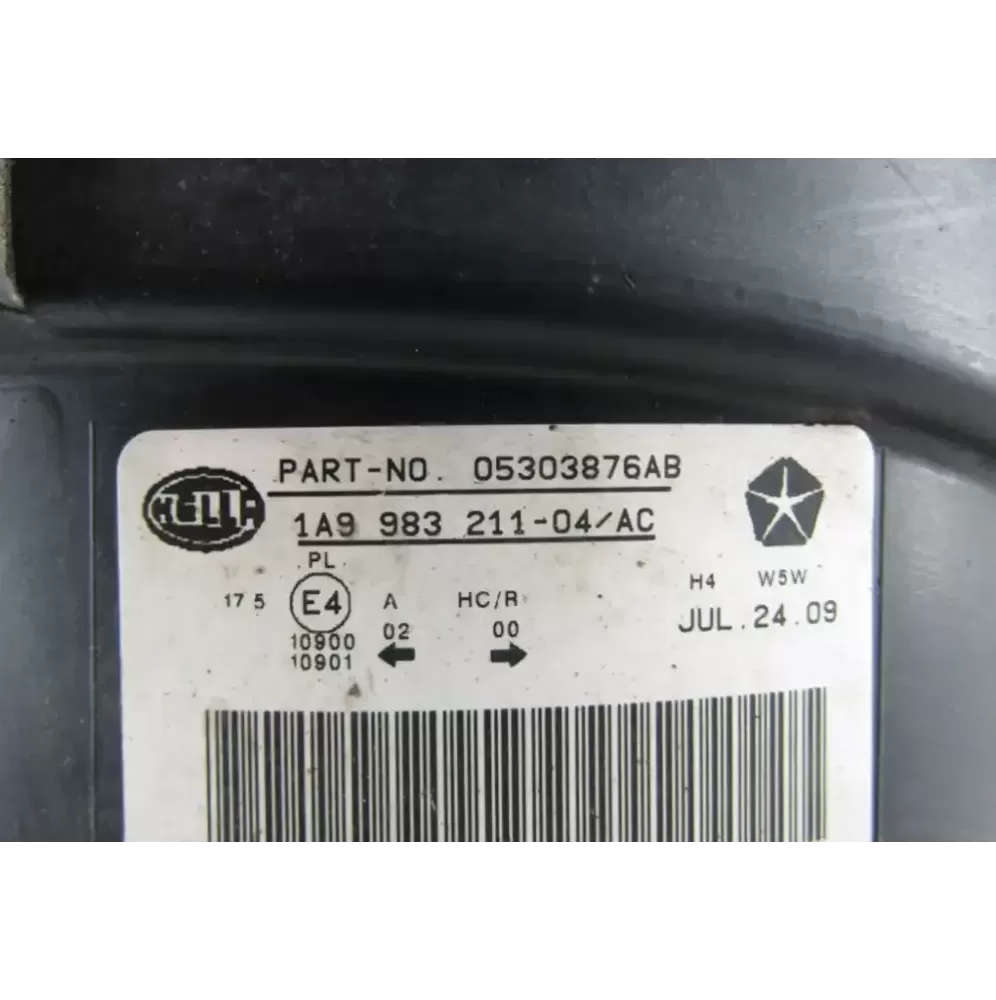 HELLA
PART-NO. 05303876AB
1A9 983 211-04/AC
PL
17 5 E4 A HC/R H4 W5W
10900 02 00 JUL.24.09
10901